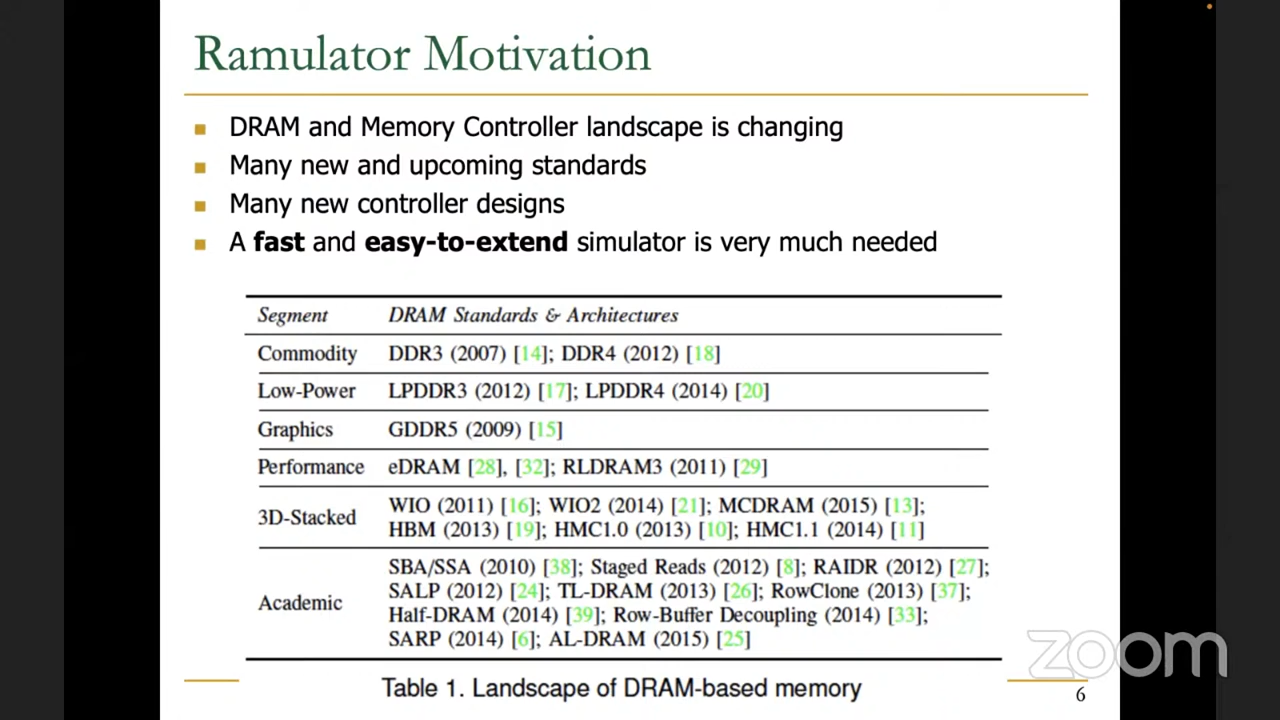 Ramulator Motivation
DRAM and Memory Controller landscape is changing
Many new and upcoming standards
Many new controller designs
A fast and easy-to-extend simulator is very much needed
Segment DRAM Standards & Architectures
Commodity DDR3 (2007) [14]; DDR4 (2012) [18]
Low-Power LPDDR3 (2012) [17]; LPDDR4 (2014) [20]
Graphics GDDR5 (2009) [15]
Performance eDRAM [28], [32]; RLDRAM3 (2011) [29]
3D-Stacked WIO (2011) [16]; WIO2 (2014) [21]; MCDRAM (2015) [13];
HBM (2013) [19]; HMC1.0 (2013) [10]; HMC1.1 (2014) [11]
Academic SBA/SSA (2010) [38]; Staged Reads (2012) [8]; RAIDR (2012) [27];
SALP (2012) [24]; TL-DRAM (2013) [26]; RowClone (2013) [37];
Half-DRAM (2014) [39]; Row-Buffer Decoupling (2014) [33];
SARP (2014) [6]; AL-DRAM (2015) [25]
Table 1. Landscape of DRAM-based memory
6
zoom